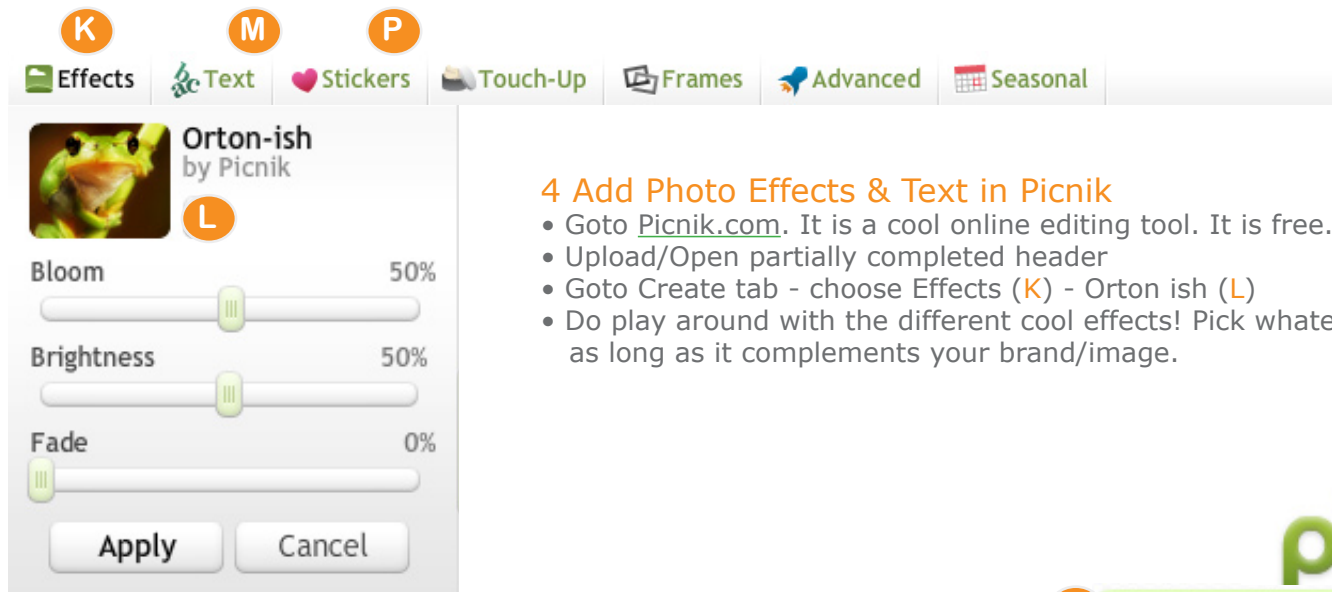 K M P
Effects Text Stickers Touch-Up Frames Advanced Seasonal
Orton-ish
by Picnik
L
Bloom 50%
Brightness 50%
Fade 0%
Apply Cancel
4 Add Photo Effects & Text in Picnik
• Goto Picnik.com. It is a cool online editing tool. It is free.
• Upload/Open partially completed header
• Goto Create tab - choose Effects (K) - Orton ish (L)
• Do play around with the different cool effects! Pick whate
as long as it complements your brand/image.
p